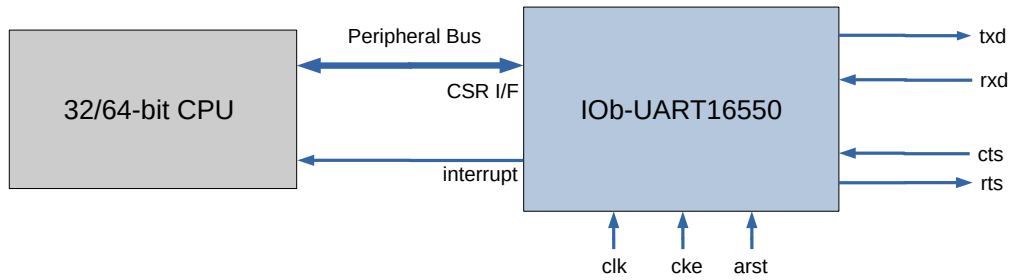 Peripheral Bus
32/64-bit CPU
CSR I/F
interrupt
IOb-UART16550
txd
rxd
cts
rts
clk
cke
arst